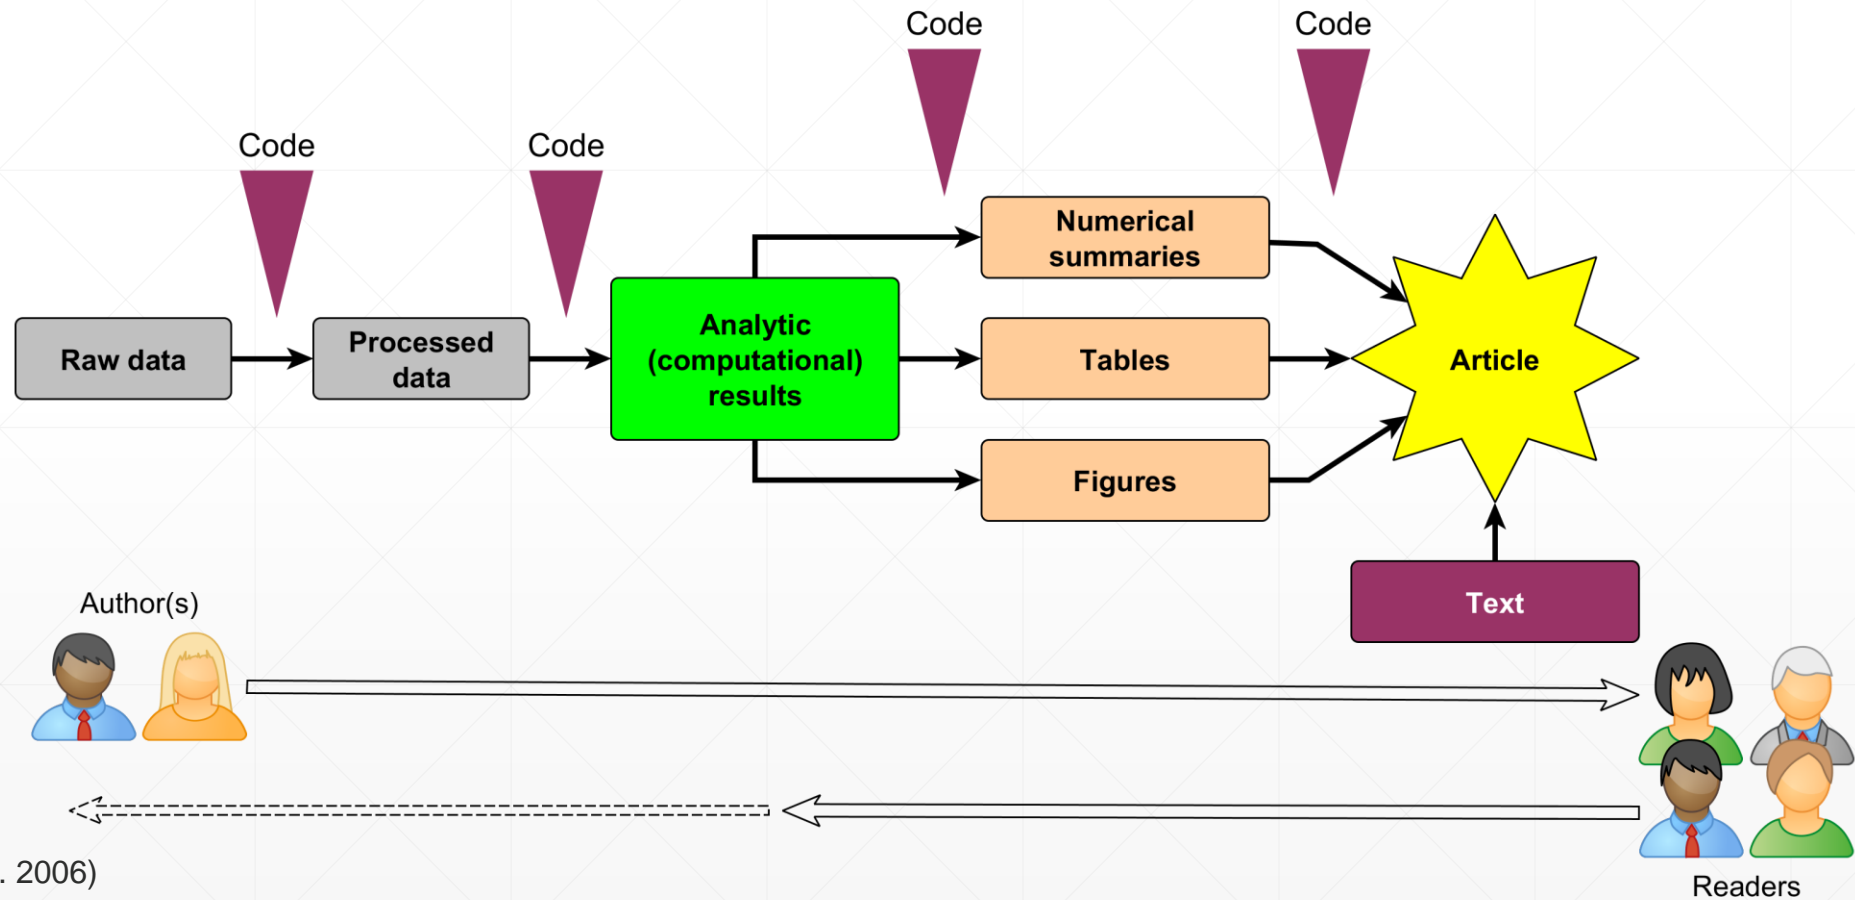 Code
Code
Code
Code
Raw data
Processed
data
Analytic
(computational)
results
Numerical
summaries
Tables
Figures
Article
Text
Author(s)
Readers
. 2006)